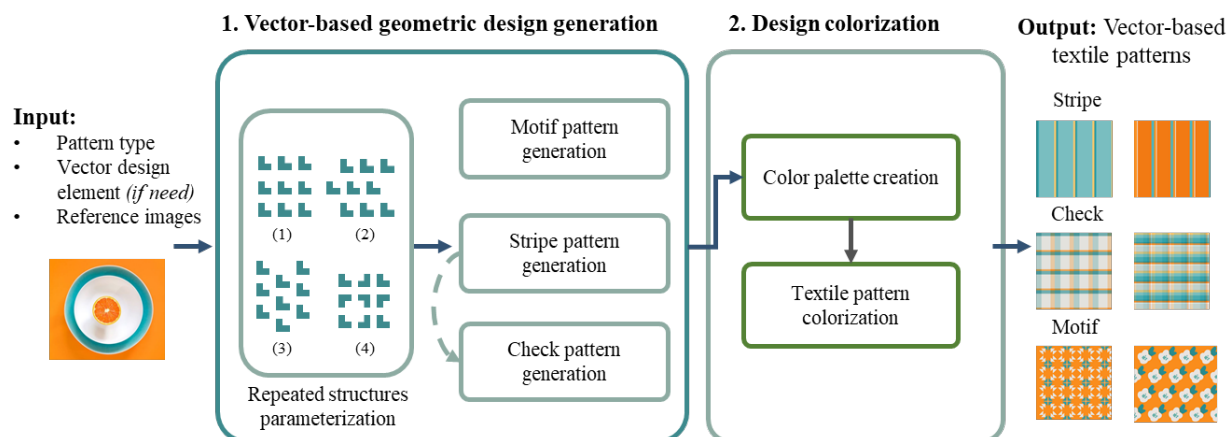 1. Vector-based geometric design generation
2. Design colorization
Output: Vector-based
textile patterns
Input:
• Pattern type
• Vector design
element (if need)
• Reference images
(1)
(2)
(3)
(4)
Repeated structures
parameterization
Motif pattern
generation
Stripe pattern
generation
Check pattern
generation
Color palette creation
Textile pattern
colorization
Stripe
Check
Motif